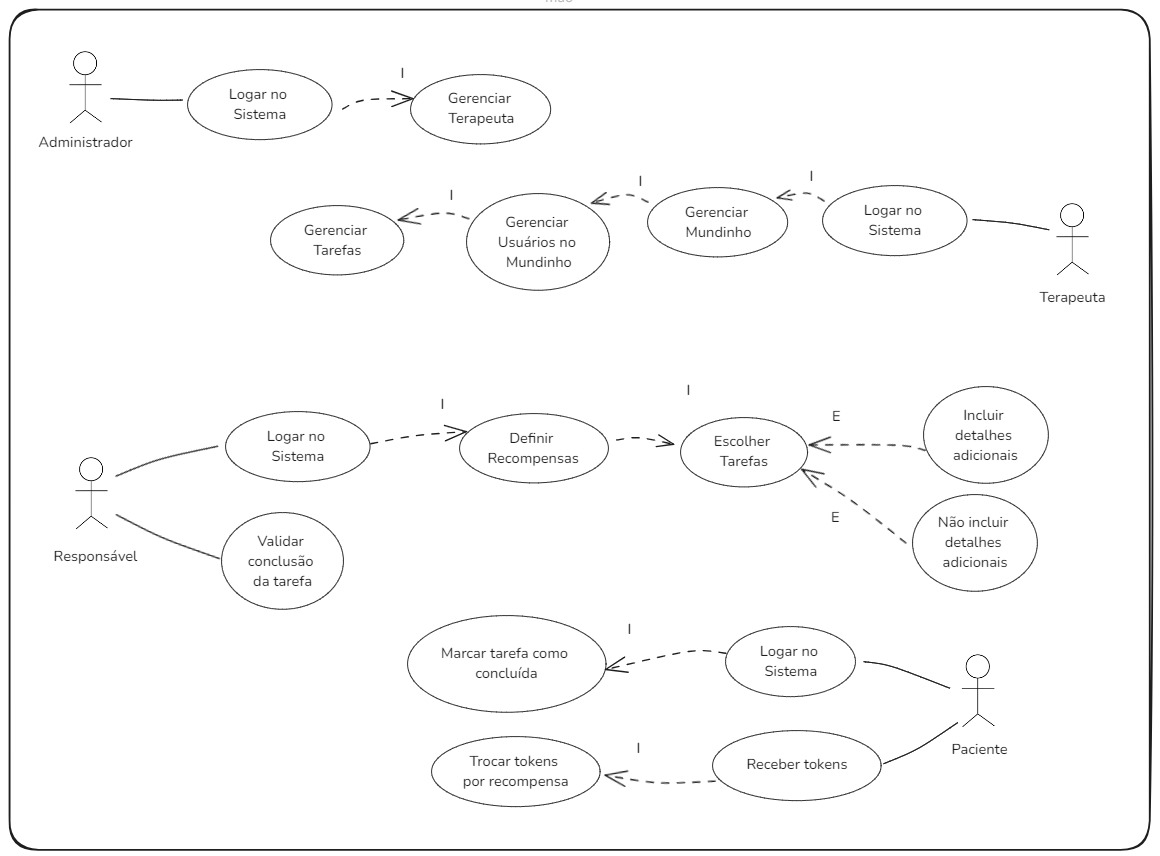 I
Logar no
Sistema
Gerenciar
Terapeuta
Administrador
I
I
I
Gerenciar
Tarefas
Gerenciar
Usuários no
Mundinho
Gerenciar
Mundinho
Logar no
Sistema
Terapeuta
I
I
E
Logar no
Sistema
Definir
Recompensas
Escolher
Tarefas
Incluir
detalhes
adicionais
E
Não incluir
detalhes
adicionais
Responsável
Validar
conclusão
da tarefa
I
Marcar tarefa como
concluída
Logar no
Sistema
I
Trocar tokens
por recompensa
Receber tokens
Paciente